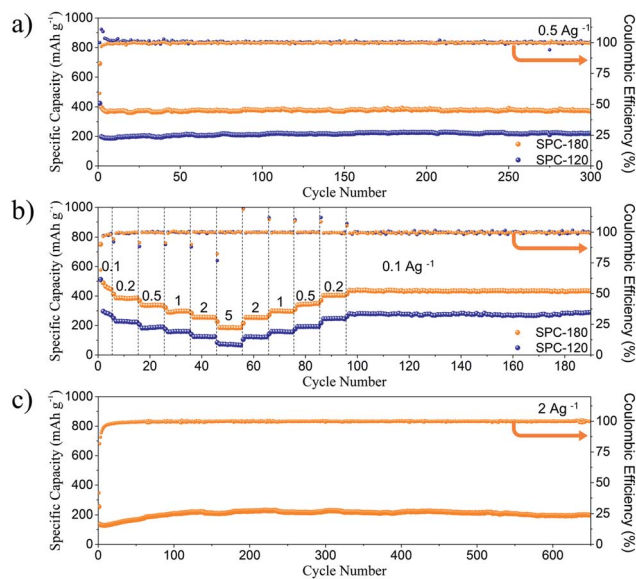 a)
Specific Capacity (mAh g⁻¹)
1000
800
600
400
200
0
0.5 Ag ⁻¹
SPC-180
SPC-120
0 50 100 150 200 250 300
Cycle Number
125
100
75
50
25
0
Coulombic Efficiency (%)
b)
Specific Capacity (mAh g⁻¹)
1000
800
600
400
200
0
0.1 0.2 0.5 1 2 5 2 1 0.5 0.2 0.1 Ag ⁻¹
SPC-180
SPC-120
0 20 40 60 80 100 120 140 160 180
Cycle Number
125
100
75
50
25
0
Coulombic Efficiency (%)
c)
Specific Capacity (mAh g⁻¹)
1000
800
600
400
200
0
2 Ag ⁻¹
0 100 200 300 400 500 600
Cycle Number
125
100
75
50
25
0
Coulombic Efficiency (%)